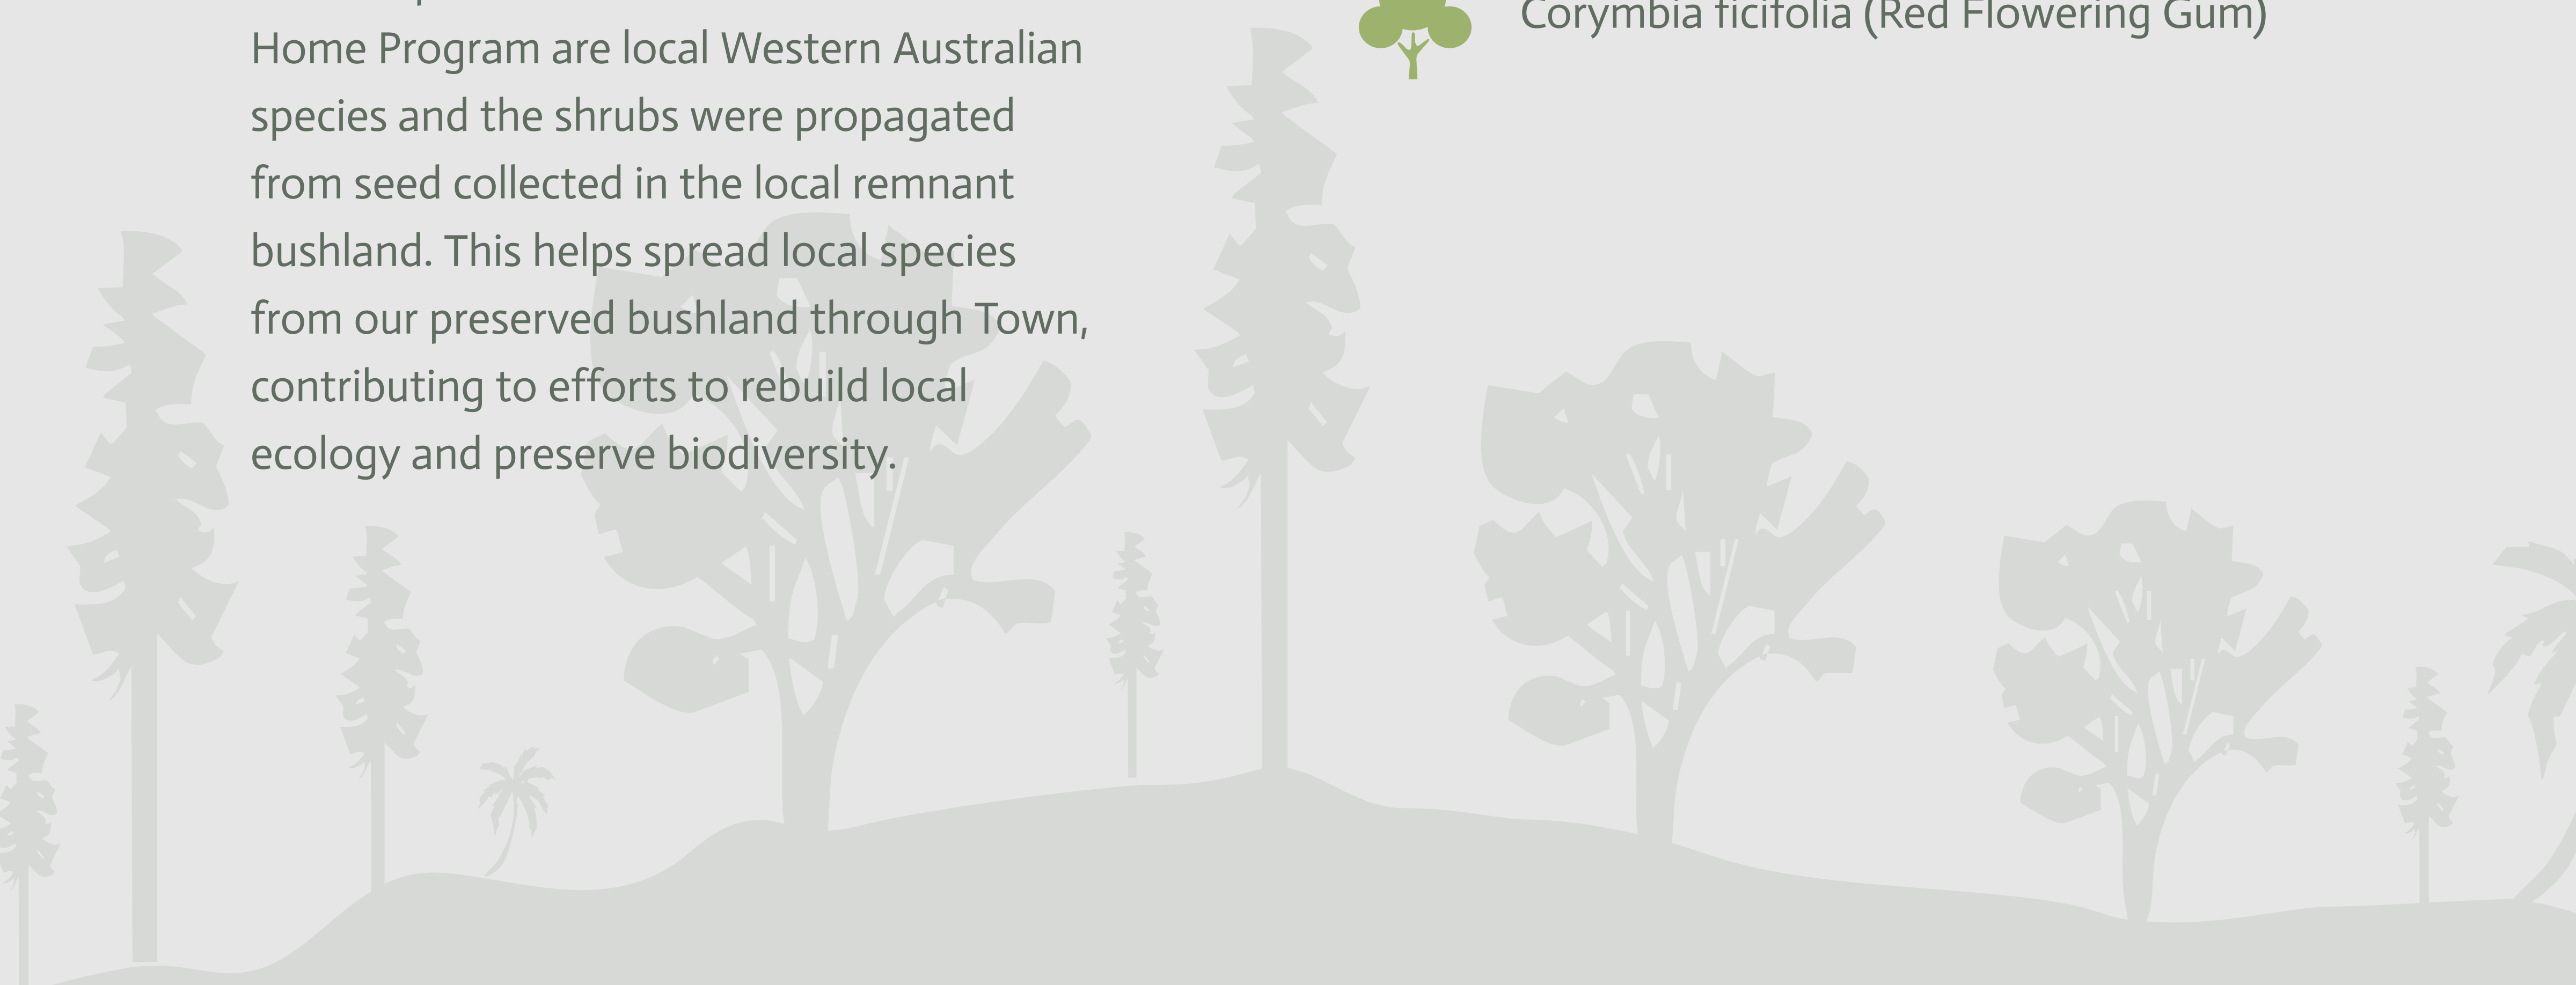 Home Program are local Western Australian
species and the shrubs were propagated
from seed collected in the local remnant
bushland. This helps spread local species
from our preserved bushland through Town,
contributing to efforts to rebuild local
ecology and preserve biodiversity.
Corymbia ficifolia (Red Flowering Gum)